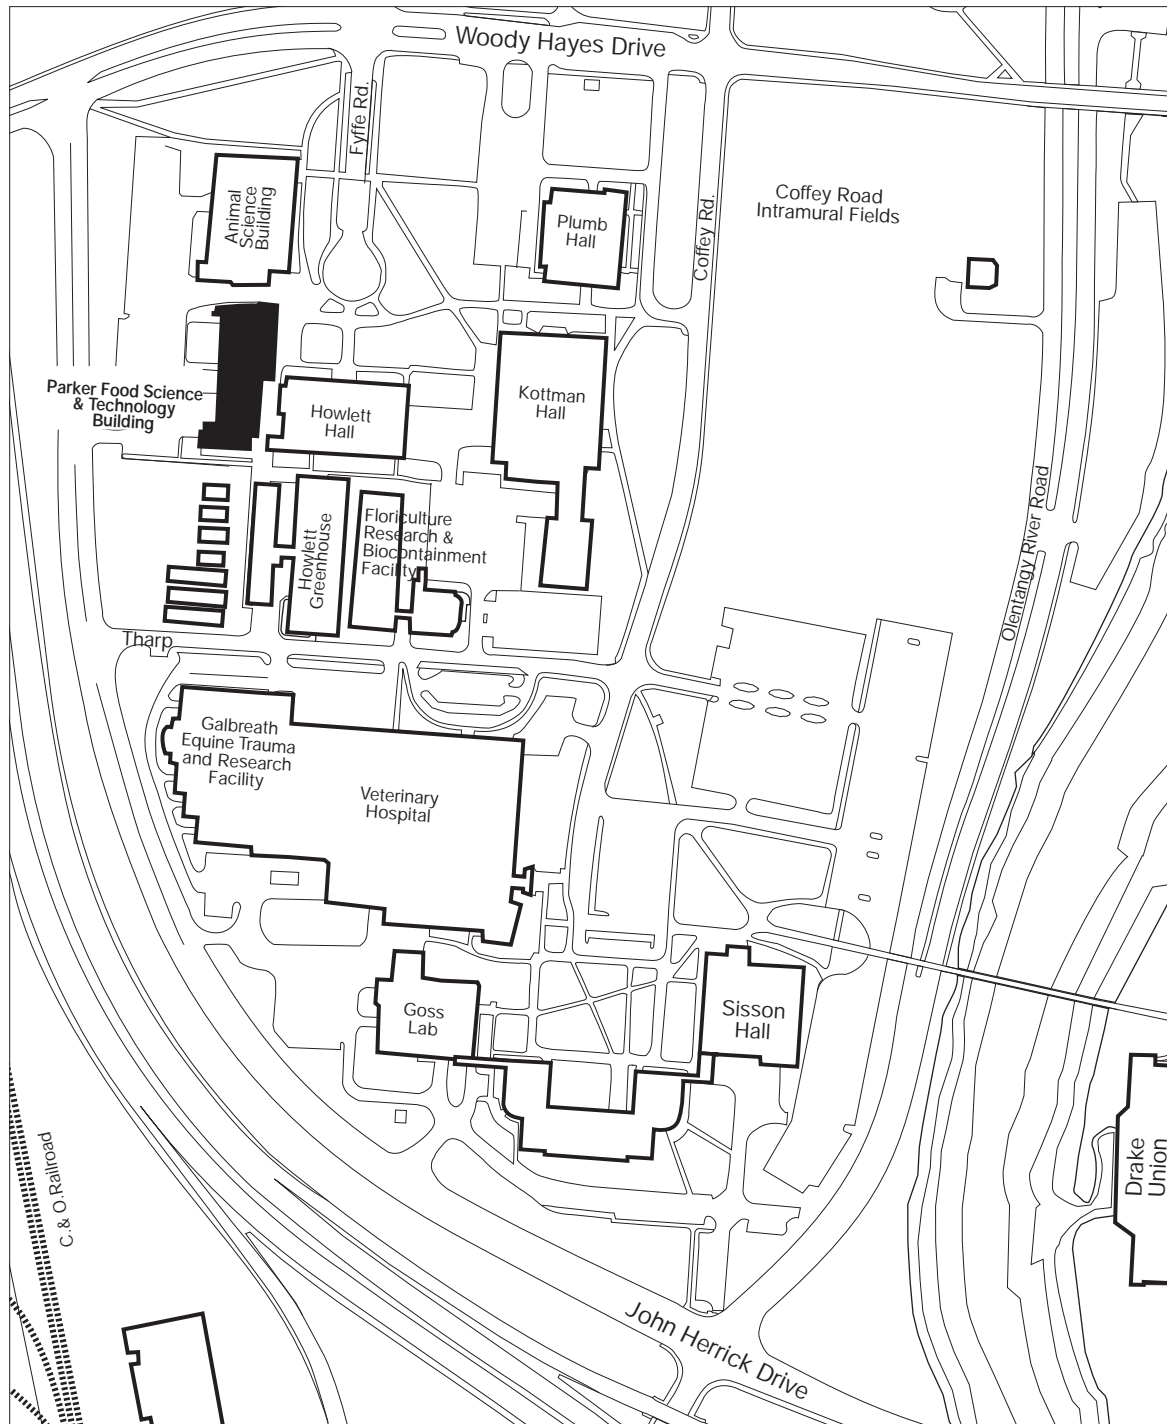 Woody Hayes Drive
Fyffe Rd.
Animal
Science
Building
Plumb
Hall
Coffey Rd.
Coffey Road
Intramural Fields
Parker Food Science
& Technology
Building
Howlett
Hall
Kottman
Hall
Howlett
Greenhouse
Floriculture
Research &
Biocontainment
Facility
Olentangy River Road
Tharp
Galbreath
Equine Trauma
and Research
Facility
Veterinary
Hospital
Goss
Lab
Sisson
Hall
Drake
Union
C.& O.Railroad
John Herrick Drive